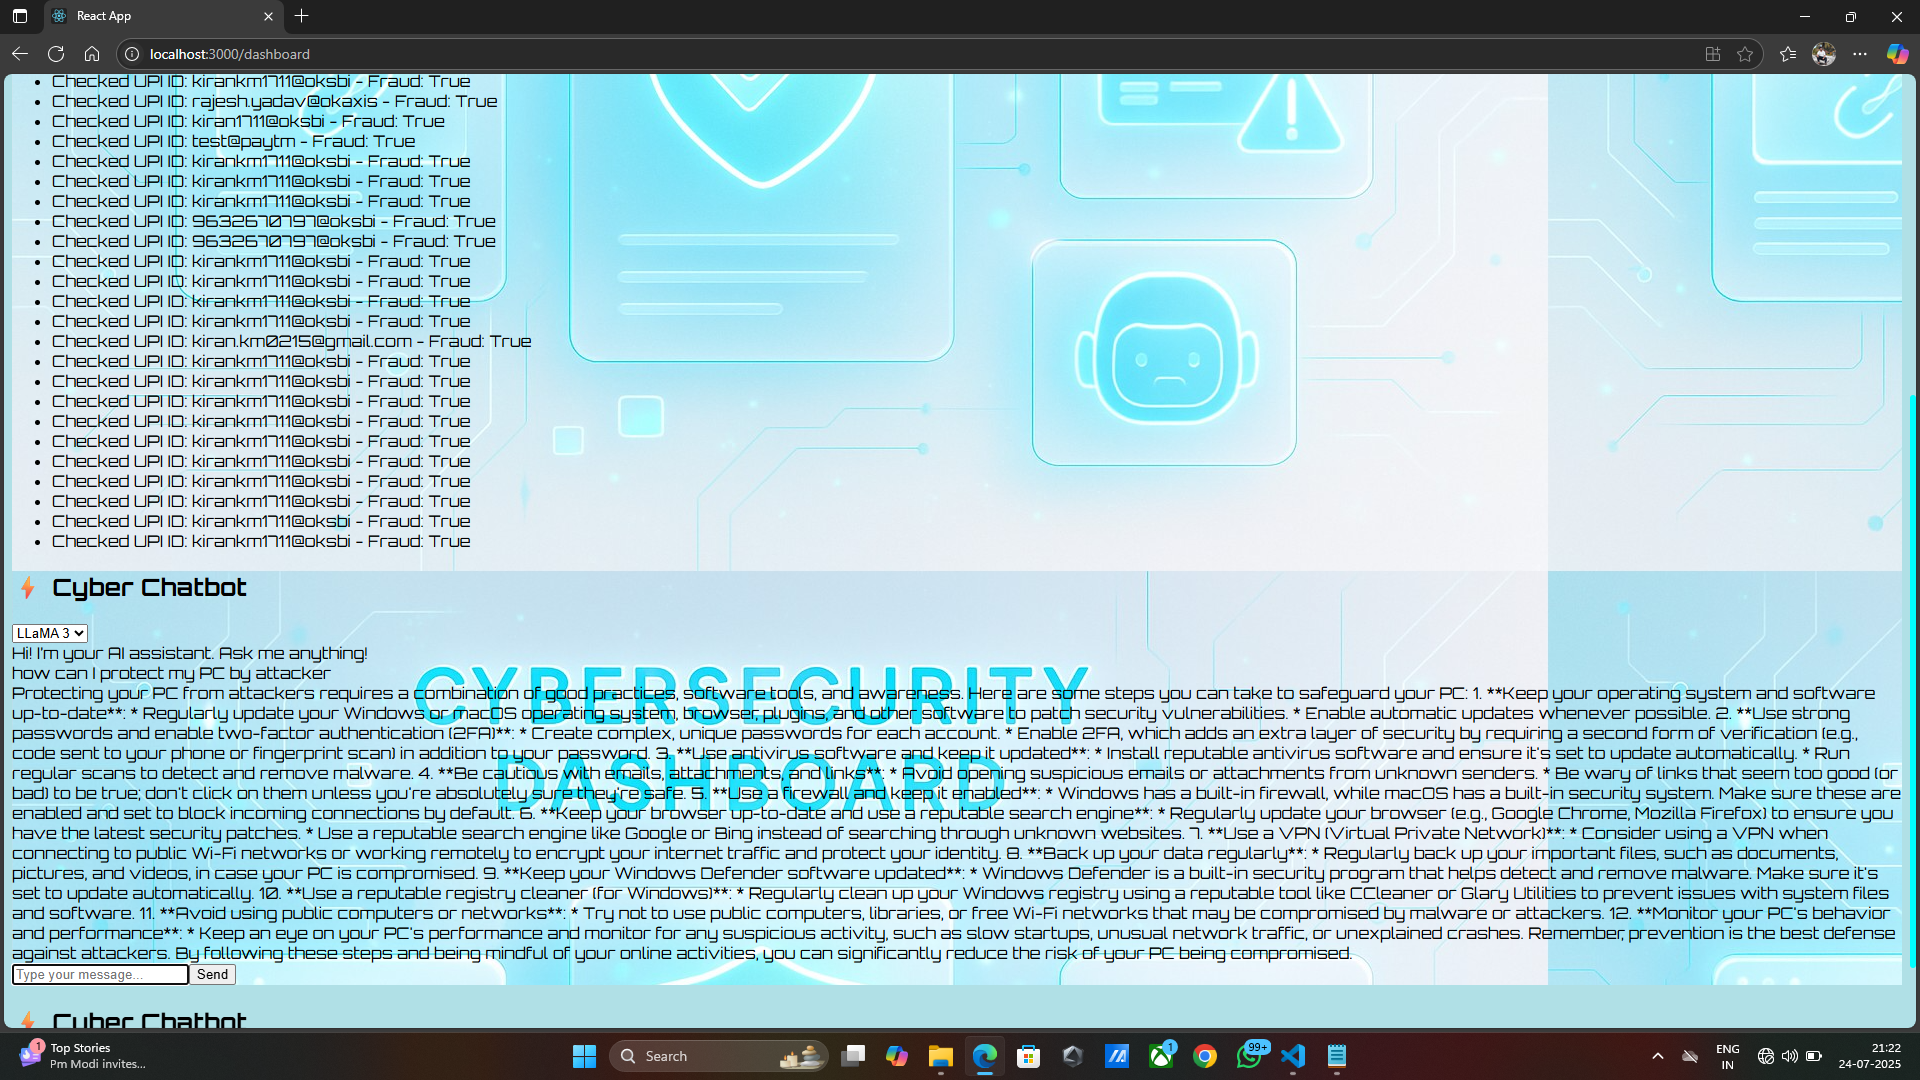 React App
localhost:3000/dashboard
Checked UPI ID: kirankm1711@oksbi - Fraud: True
Checked UPI ID: rajesh.yadav@okaxis - Fraud: True
Checked UPI ID: kiran1711@oksbi - Fraud: True
Checked UPI ID: test@paytm - Fraud: True
Checked UPI ID: kirankm1711@oksbi - Fraud: True
Checked UPI ID: kirankm1711@oksbi - Fraud: True
Checked UPI ID: kirankm1711@oksbi - Fraud: True
Checked UPI ID: 9632670797@oksbi - Fraud: True
Checked UPI ID: 9632670797@oksbi - Fraud: True
Checked UPI ID: kirankm1711@oksbi - Fraud: True
Checked UPI ID: kirankm1711@oksbi - Fraud: True
Checked UPI ID: kirankm1711@oksbi - Fraud: True
Checked UPI ID: kirankm1711@oksbi - Fraud: True
Checked UPI ID: kiran.km0215@gmail.com - Fraud: True
Checked UPI ID: kirankm1711@oksbi - Fraud: True
Checked UPI ID: kirankm1711@oksbi - Fraud: True
Checked UPI ID: kirankm1711@oksbi - Fraud: True
Checked UPI ID: kirankm1711@oksbi - Fraud: True
Checked UPI ID: kirankm1711@oksbi - Fraud: True
Checked UPI ID: kirankm1711@oksbi - Fraud: True
Checked UPI ID: kirankm1711@oksbi - Fraud: True
Checked UPI ID: kirankm1711@oksbi - Fraud: True
Checked UPI ID: kirankm1711@oksbi - Fraud: True
Checked UPI ID: kirankm1711@oksbi - Fraud: True
Cyber Chatbot
LLaMA 3
Hi! I'm your AI assistant. Ask me anything!
how can I protect my PC by attacker
CYBERSECURITY
DASHBOARD
Protecting your PC from attackers requires a combination of good practices, software tools, and awareness. Here are some steps you can take to safeguard your PC: 1. **Keep your operating system and software
up-to-date**: * Regularly update your Windows or macOS operating system, browser, plugins, and other software to patch security vulnerabilities. * Enable automatic updates whenever possible. 2. **Use strong
passwords and enable two-factor authentication (2FA)**: * Create complex, unique passwords for each account. * Enable 2FA, which adds an extra layer of security by requiring a second form of verification (e.g.,
code sent to your phone or fingerprint scan) in addition to your password. 3. **Use antivirus software and keep it updated**: * Install reputable antivirus software and ensure it's set to update automatically. * Run
regular scans to detect and remove malware. 4. **Be cautious with emails, attachments, and links**: * Avoid opening suspicious emails or attachments from unknown senders. * Be wary of links that seem too good (or
bad) to be true; don't click on them unless you're absolutely sure they're safe. 5. **Use a firewall and keep it enabled**: * Windows has a built-in firewall, while macOS has a built-in security system. Make sure these are
enabled and set to block incoming connections by default. 6. **Keep your browser up-to-date and use a reputable search engine**: * Regularly update your browser (e.g., Google Chrome, Mozilla Firefox) to ensure you
have the latest security patches. * Use a reputable search engine like Google or Bing instead of searching through unknown websites. 7. **Use a VPN (Virtual Private Network)**: * Consider using a VPN when
connecting to public Wi-Fi networks or working remotely to encrypt your internet traffic and protect your identity. 8. **Back up your data regularly**: * Regularly back up your important files, such as documents,
pictures, and videos, in case your PC is compromised. 9. **Keep your Windows Defender software updated**: * Windows Defender is a built-in security program that helps detect and remove malware. Make sure it's
set to update automatically. 10. **Use a reputable registry cleaner (for Windows)**: * Regularly clean up your Windows registry using a reputable tool like CCleaner or Glary Utilities to prevent issues with system files
and software. 11. **Avoid using public computers or networks**: * Try not to use public computers, libraries, or free Wi-Fi networks that may be compromised by malware or attackers. 12. **Monitor your PC's behavior
and performance**: * Keep an eye on your PC's performance and monitor for any suspicious activity, such as slow startups, unusual network traffic, or unexplained crashes. Remember, prevention is the best defense
against attackers. By following these steps and being mindful of your online activities, you can significantly reduce the risk of your PC being compromised.
Type your message...
Send
Cyber Chatbot
1
Top Stories
Pm Modi invites...
Search
1
99+
ENG
IN
21:22
24-07-2025